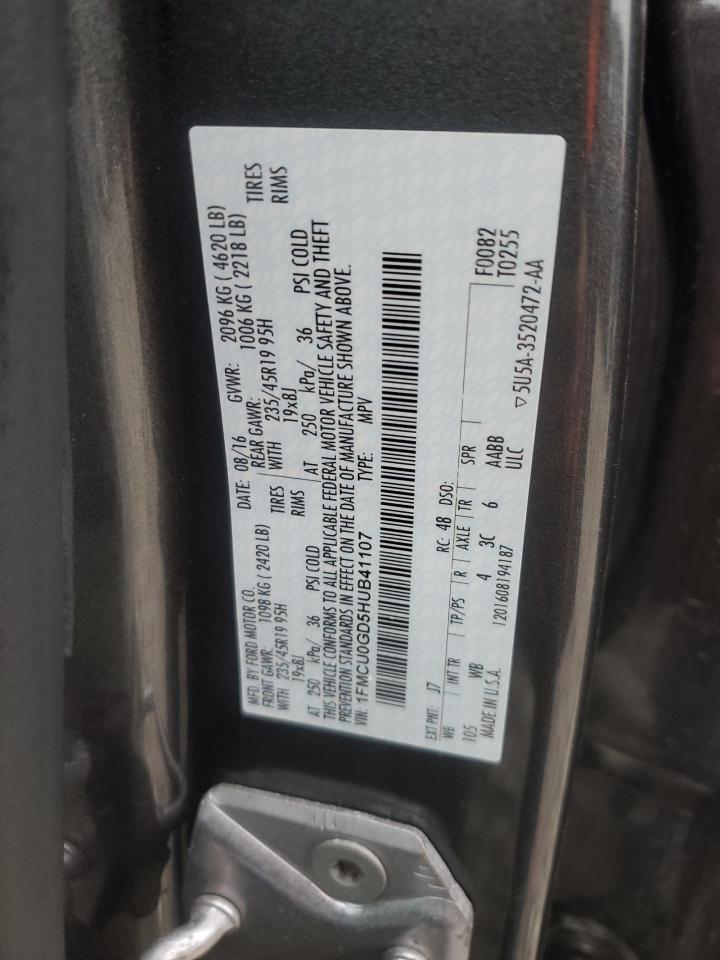 MFD. BY FORD MOTOR CO. DATE: 08/16 GVWR: 2096 KG ( 4620 LB)
FRONT GAWR: 1098 KG ( 2420 LB) REAR GAWR: 1006 KG ( 2218 LB)
WITH 235/45R19 95H TIRES WITH 235/45R19 95H TIRES
19x8J RIMS 19x8J RIMS
AT 250 kPa/ 36 PSI COLD AT 250 kPa/ 36 PSI COLD
THIS VEHICLE CONFORMS TO ALL APPLICABLE FEDERAL MOTOR VEHICLE SAFETY AND THEFT
PREVENTION STANDARDS IN EFFECT ON THE DATE OF MANUFACTURE SHOWN ABOVE.
VIN: 1FMCU0GD5HUB41107 TYPE: MPV
EXT PNT: J7 RC: 48 DSO:
WB INT TR TP/PS R AXLE TR SPR F0082
105 WB 4 3C 6 AABB T0255
MADE IN U.S.A. 1201608194187 ULC
▽5U5A-3520472-AA